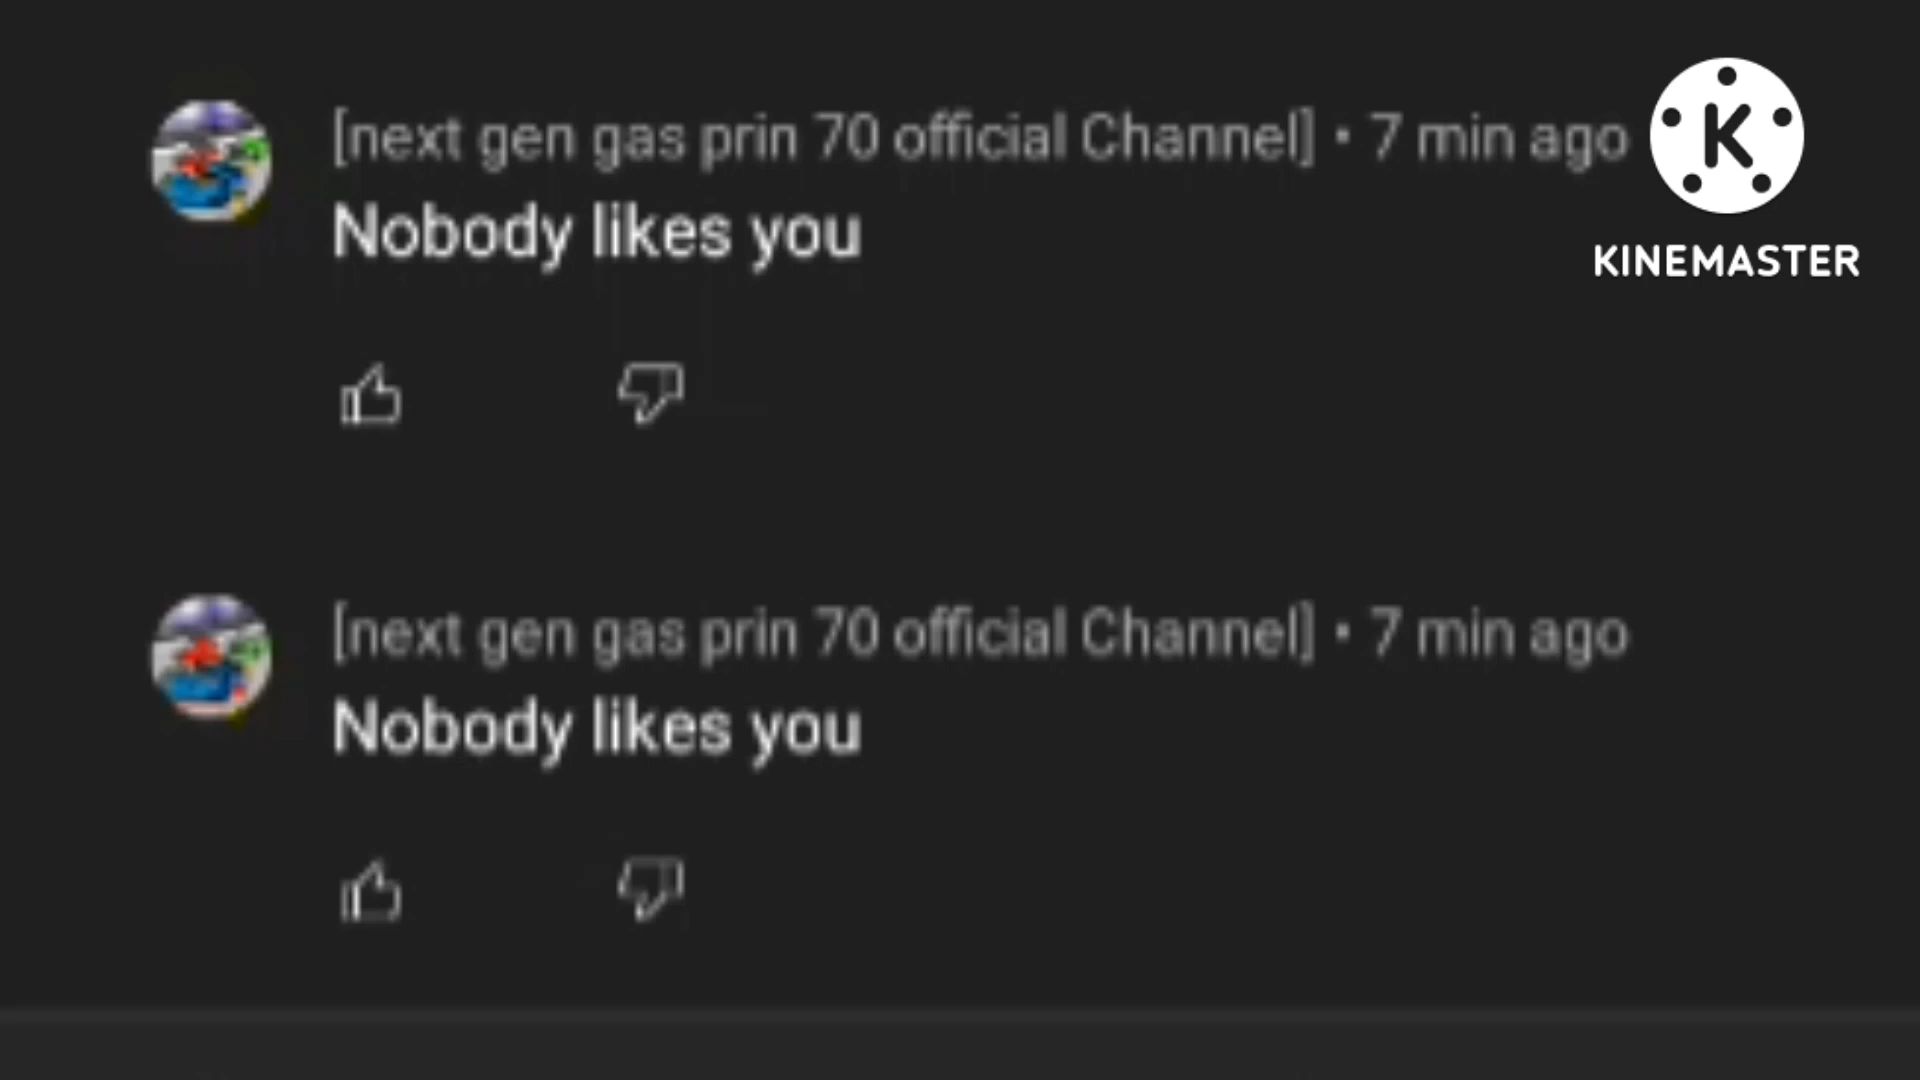 [next gen gas prin 70 official Channel] • 7 min ago
K
KINEMASTER
Nobody likes you
[next gen gas prin 70 official Channel] • 7 min ago
Nobody likes you